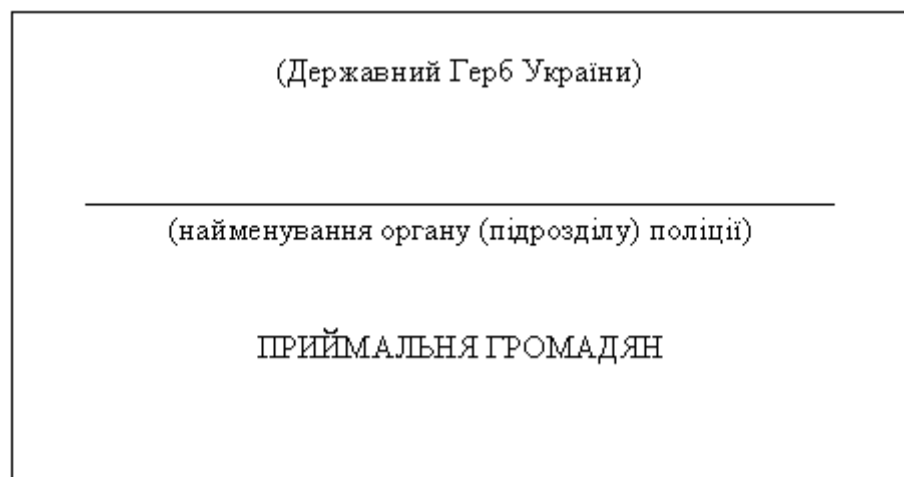 (Державний Герб України)
(найменування органу (підрозділу) поліції)
ПРИЙМАЛЬНЯ ГРОМАДЯН